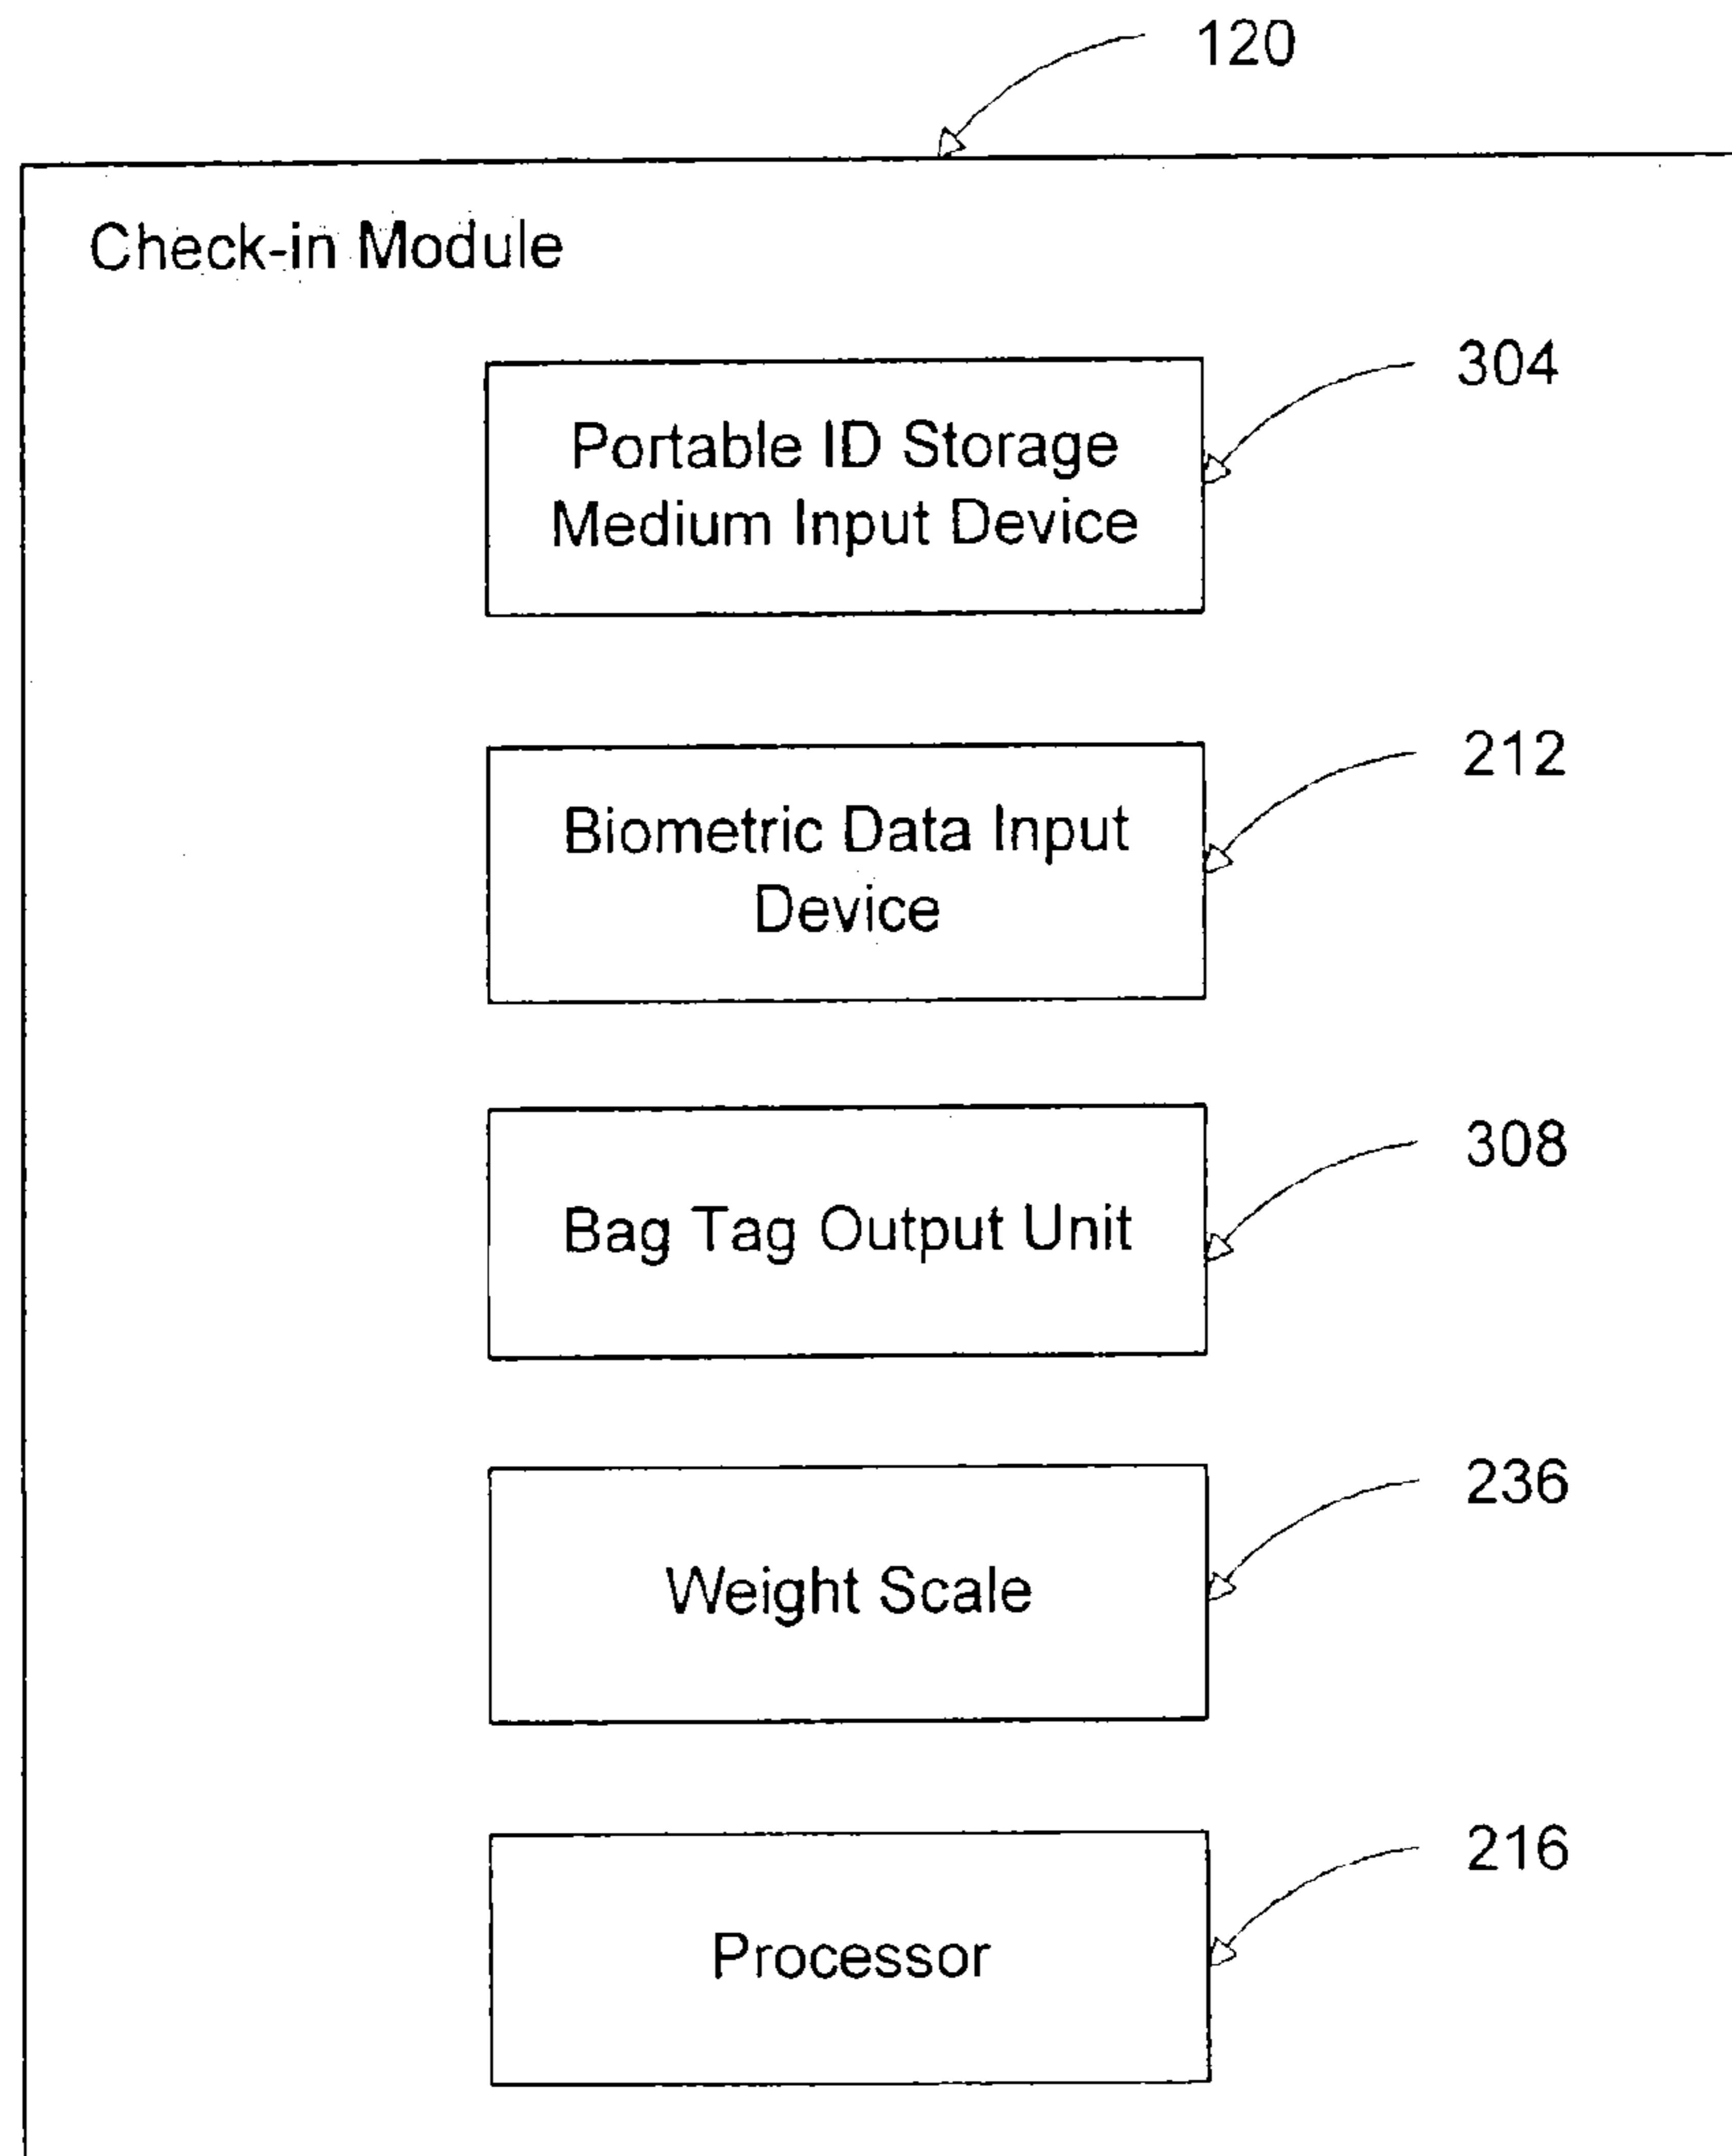 120
Check-in Module
304
Portable ID Storage
Medium Input Device
212
Biometric Data Input
Device
308
Bag Tag Output Unit
236
Weight Scale
216
Processor